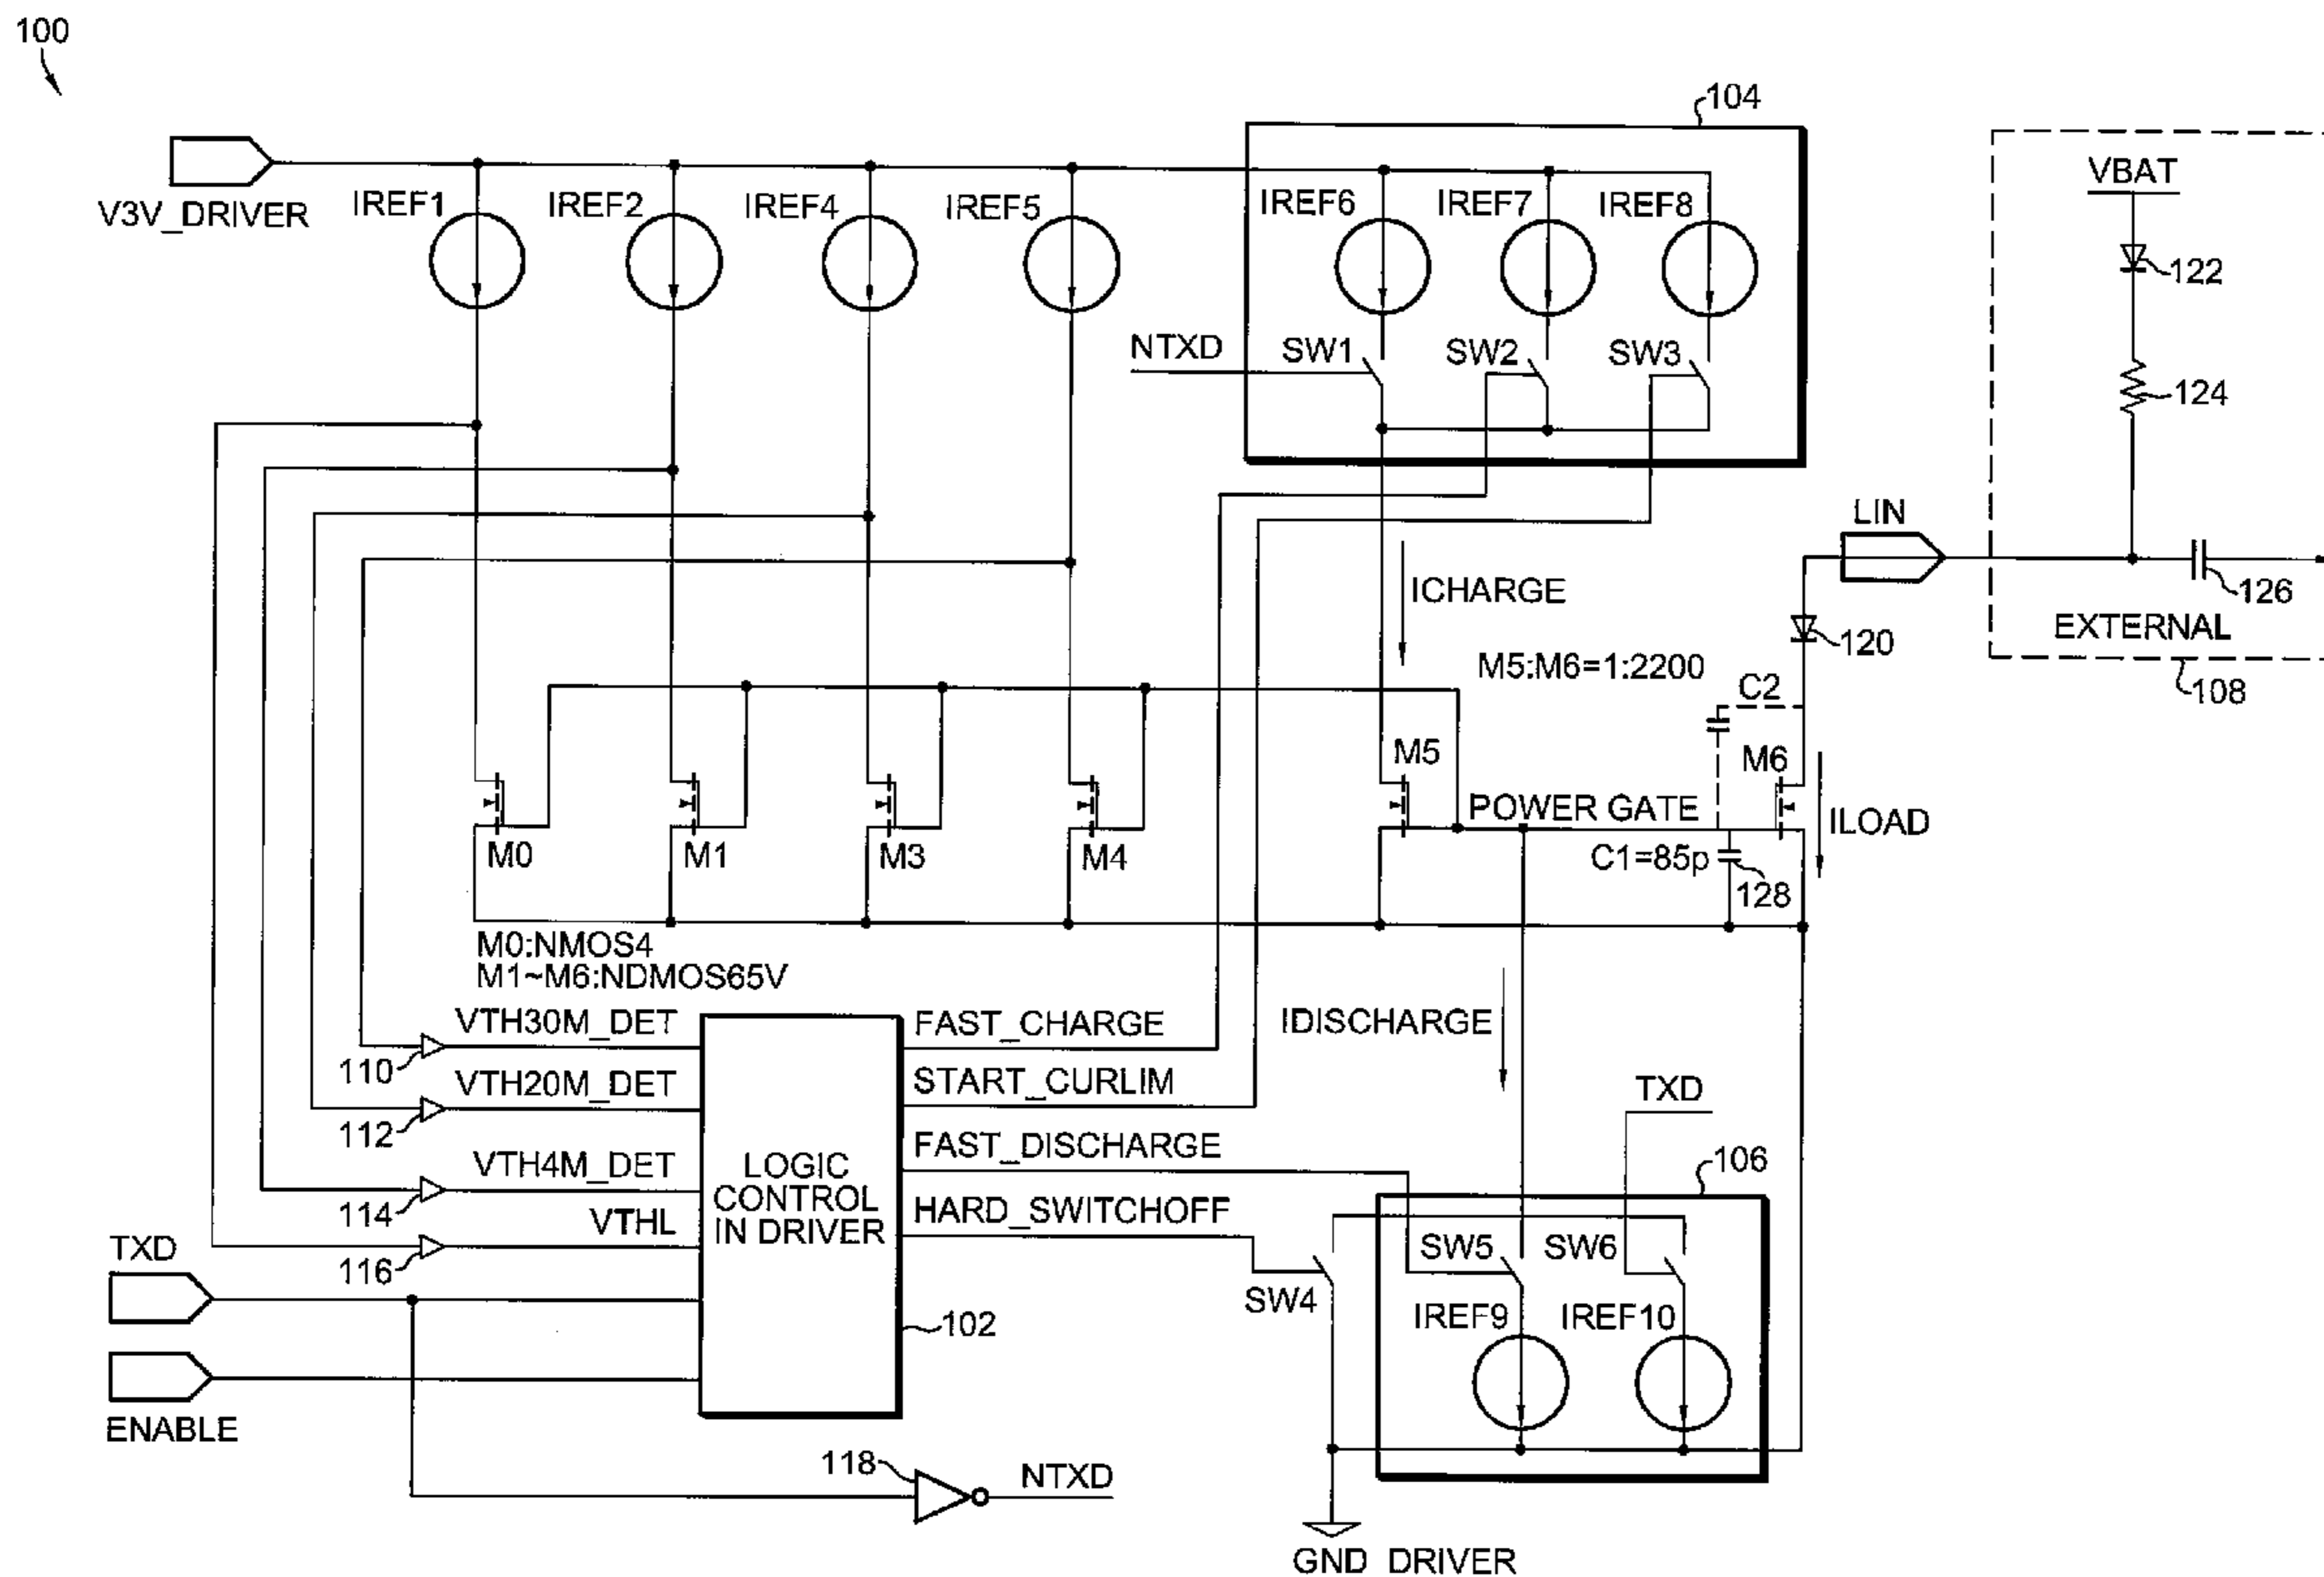 100
104
V3V_DRIVER
IREF1
IREF2
IREF4
IREF5
IREF6
IREF7
IREF8
VBAT
122
NTXD
SW1
SW2
SW3
124
LIN
126
ICHARGE
EXTERNAL
120
M5:M6=1:2200
C2
108
M5
M6
POWER GATE
ILOAD
M0
M1
M3
M4
C1=85p
128
M0:NMOS4
M1~M6:NDMOS65V
VTH30M_DET
FAST_CHARGE
IDISCHARGE
110
VTH20M_DET
START_CURLIM
TXD
112
FAST_DISCHARGE
VTH4M_DET
LOGIC
CONTROL
IN DRIVER
106
114
VTHL
HARD_SWITCHOFF
TXD
116
SW5
SW6
SW4
102
IREF9
IREF10
ENABLE
118
NTXD
GND DRIVER